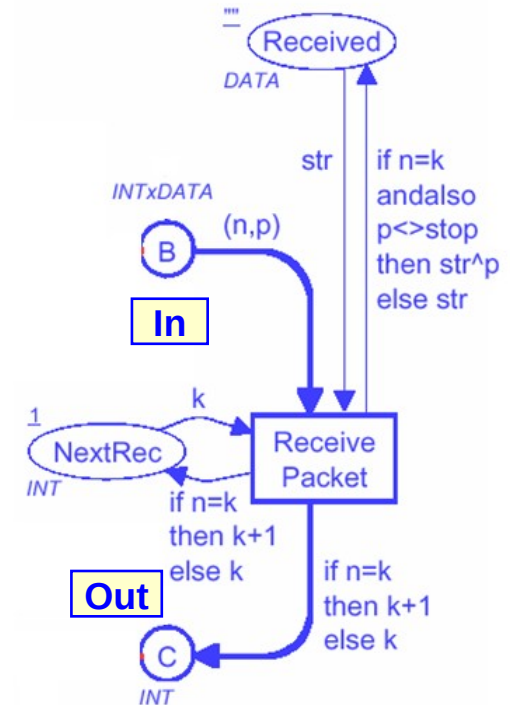 ""
Received
DATA
str
if n=k
andalso
p<>stop
then str^p
else str
INTxDATA
(n,p)
B
In
k
1
NextRec
INT
Receive
Packet
if n=k
then k+1
else k
Out
if n=k
then k+1
else k
C
INT